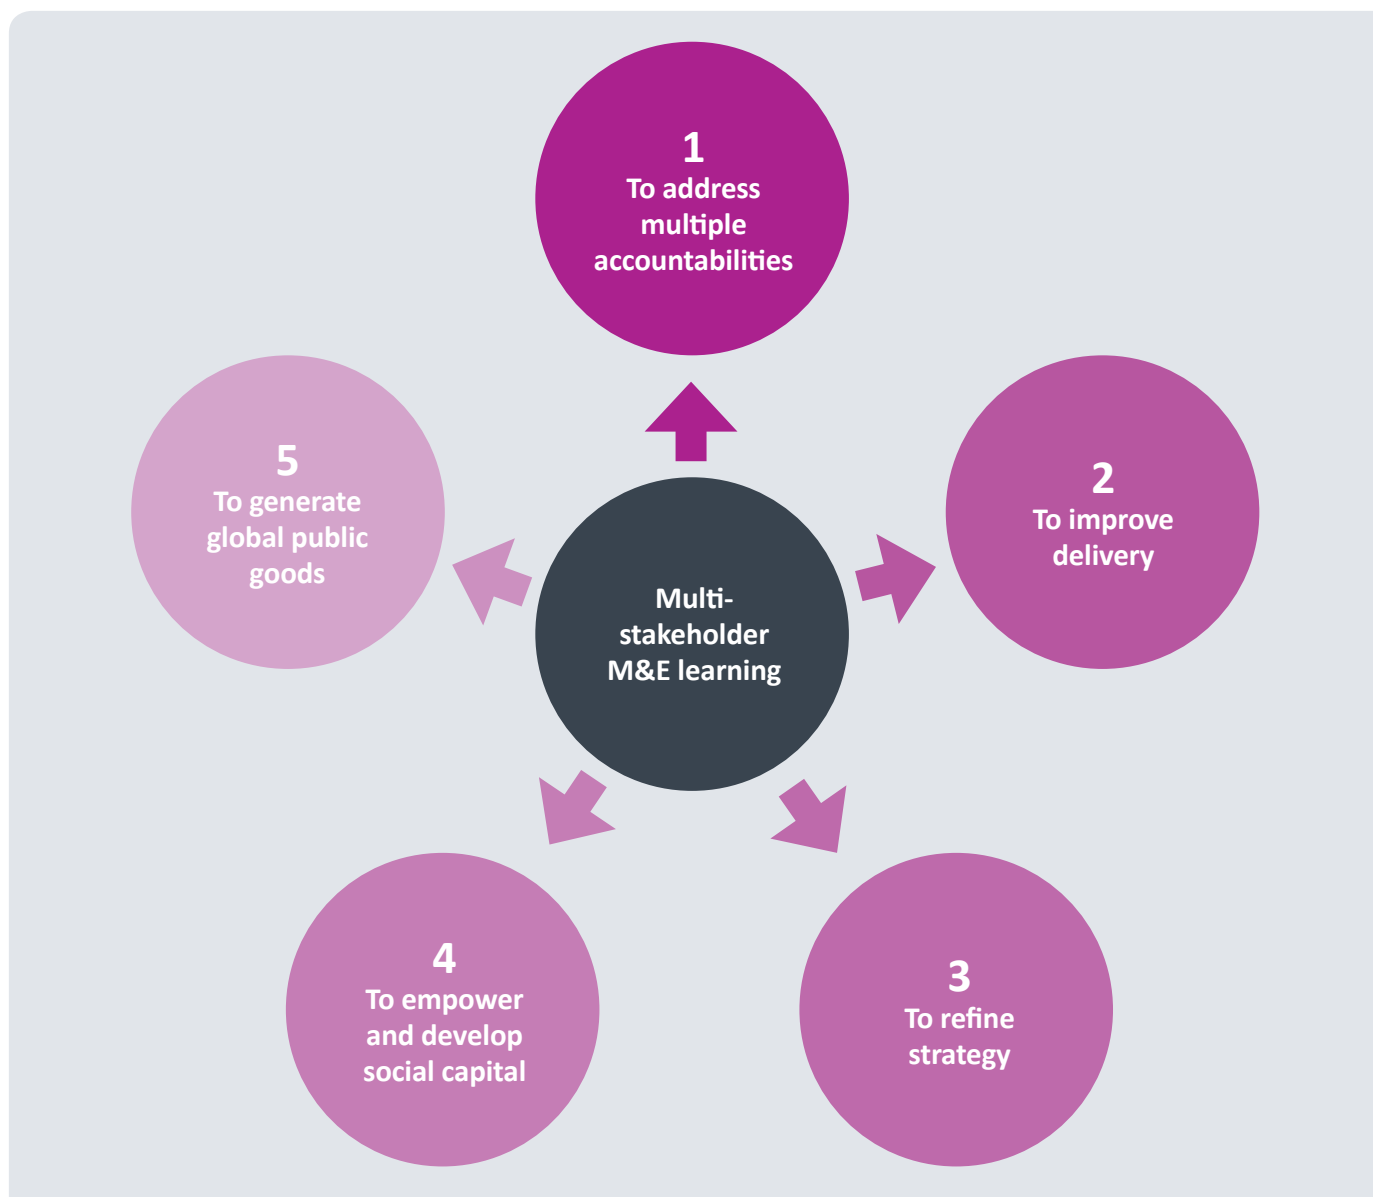 1
To address
multiple
accountabilities
2
To improve
delivery
3
To refine
strategy
4
To empower
and develop
social capital
5
To generate
global public
goods
Multi-
stakeholder
M&E learning